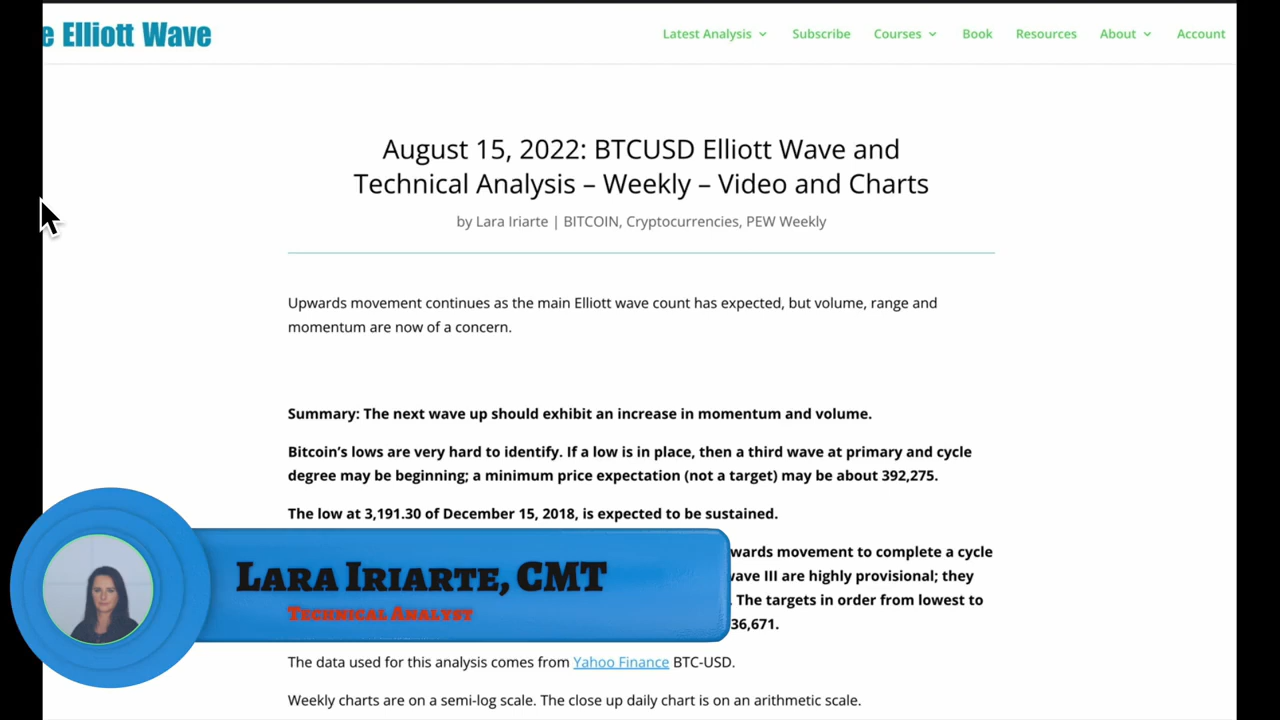 e Elliott Wave
Latest Analysis Subscribe Courses Book Resources About Account
August 15, 2022: BTCUSD Elliott Wave and
Technical Analysis – Weekly – Video and Charts
by Lara Iriarte | BITCOIN, Cryptocurrencies, PEW Weekly
Upwards movement continues as the main Elliott wave count has expected, but volume, range and
momentum are now of a concern.
Summary: The next wave up should exhibit an increase in momentum and volume.
Bitcoin's lows are very hard to identify. If a low is in place, then a third wave at primary and cycle
degree may be beginning; a minimum price expectation (not a target) may be about 392,275.
The low at 3,191.30 of December 15, 2018, is expected to be sustained.
wards movement to complete a cycle
wave III are highly provisional; they
. The targets in order from lowest to
36,671.
Lara Iriarte, CMT
Technical Analyst
The data used for this analysis comes from Yahoo Finance BTC-USD.
Weekly charts are on a semi-log scale. The close up daily chart is on an arithmetic scale.